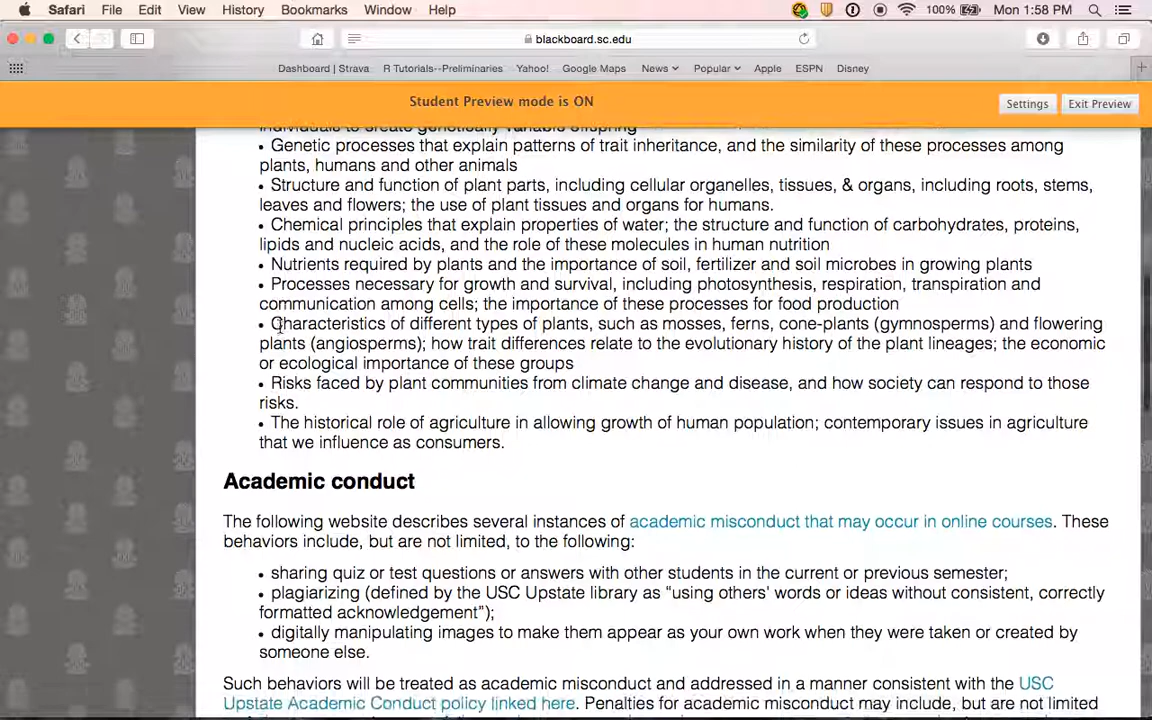 Safari File Edit View History Bookmarks Window Help 100% Mon 1:58 PM
blackboard.sc.edu
Dashboard | Strava R Tutorials--Preliminaries Yahoo! Google Maps News Popular Apple ESPN Disney
Student Preview mode is ON Settings Exit Preview
individuals to create genetically variable offspring
• Genetic processes that explain patterns of trait inheritance, and the similarity of these processes among
plants, humans and other animals
• Structure and function of plant parts, including cellular organelles, tissues, & organs, including roots, stems,
leaves and flowers; the use of plant tissues and organs for humans.
• Chemical principles that explain properties of water; the structure and function of carbohydrates, proteins,
lipids and nucleic acids, and the role of these molecules in human nutrition
• Nutrients required by plants and the importance of soil, fertilizer and soil microbes in growing plants
• Processes necessary for growth and survival, including photosynthesis, respiration, transpiration and
communication among cells; the importance of these processes for food production
• Characteristics of different types of plants, such as mosses, ferns, cone-plants (gymnosperms) and flowering
plants (angiosperms); how trait differences relate to the evolutionary history of the plant lineages; the economic
or ecological importance of these groups
• Risks faced by plant communities from climate change and disease, and how society can respond to those
risks.
• The historical role of agriculture in allowing growth of human population; contemporary issues in agriculture
that we influence as consumers.
Academic conduct
The following website describes several instances of academic misconduct that may occur in online courses. These
behaviors include, but are not limited, to the following:
• sharing quiz or test questions or answers with other students in the current or previous semester;
• plagiarizing (defined by the USC Upstate library as "using others' words or ideas without consistent, correctly
formatted acknowledgement");
• digitally manipulating images to make them appear as your own work when they were taken or created by
someone else.
Such behaviors will be treated as academic misconduct and addressed in a manner consistent with the USC
Upstate Academic Conduct policy linked here. Penalties for academic misconduct may include, but are not limited